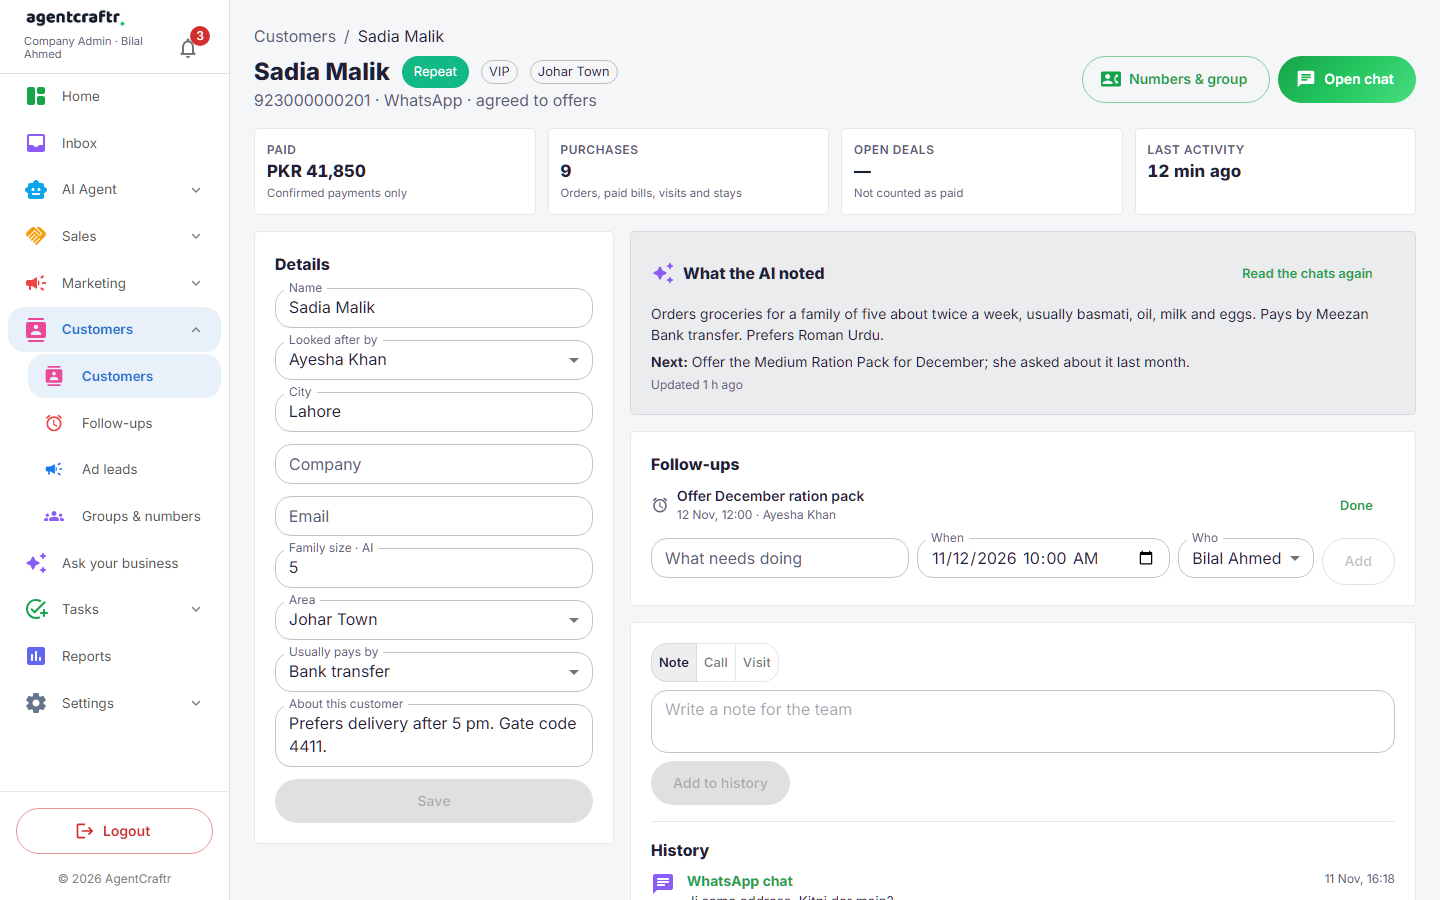 agentcraftr.
Company Admin · Bilal Ahmed
3
Home
Inbox
AI Agent
Sales
Marketing
Customers
Customers
Follow-ups
Ad leads
Groups & numbers
Ask your business
Tasks
Reports
Settings
Logout
© 2026 AgentCraftr
Customers / Sadia Malik
Sadia Malik Repeat VIP Johar Town
923000000201 · WhatsApp · agreed to offers
Numbers & group
Open chat
PAID
PKR 41,850
Confirmed payments only
PURCHASES
9
Orders, paid bills, visits and stays
OPEN DEALS
—
Not counted as paid
LAST ACTIVITY
12 min ago
Details
Name
Sadia Malik
Looked after by
Ayesha Khan
City
Lahore
Company
Email
Family size · AI
5
Area
Johar Town
Usually pays by
Bank transfer
About this customer
Prefers delivery after 5 pm. Gate code
4411.
Save
What the AI noted
Read the chats again
Orders groceries for a family of five about twice a week, usually basmati, oil, milk and eggs. Pays by Meezan
Bank transfer. Prefers Roman Urdu.
Next: Offer the Medium Ration Pack for December; she asked about it last month.
Updated 1 h ago
Follow-ups
Offer December ration pack
12 Nov, 12:00 · Ayesha Khan
Done
What needs doing
When
11/12/2026 10:00 AM
Who
Bilal Ahmed
Add
Note Call Visit
Write a note for the team
Add to history
History
WhatsApp chat
11 Nov, 16:18